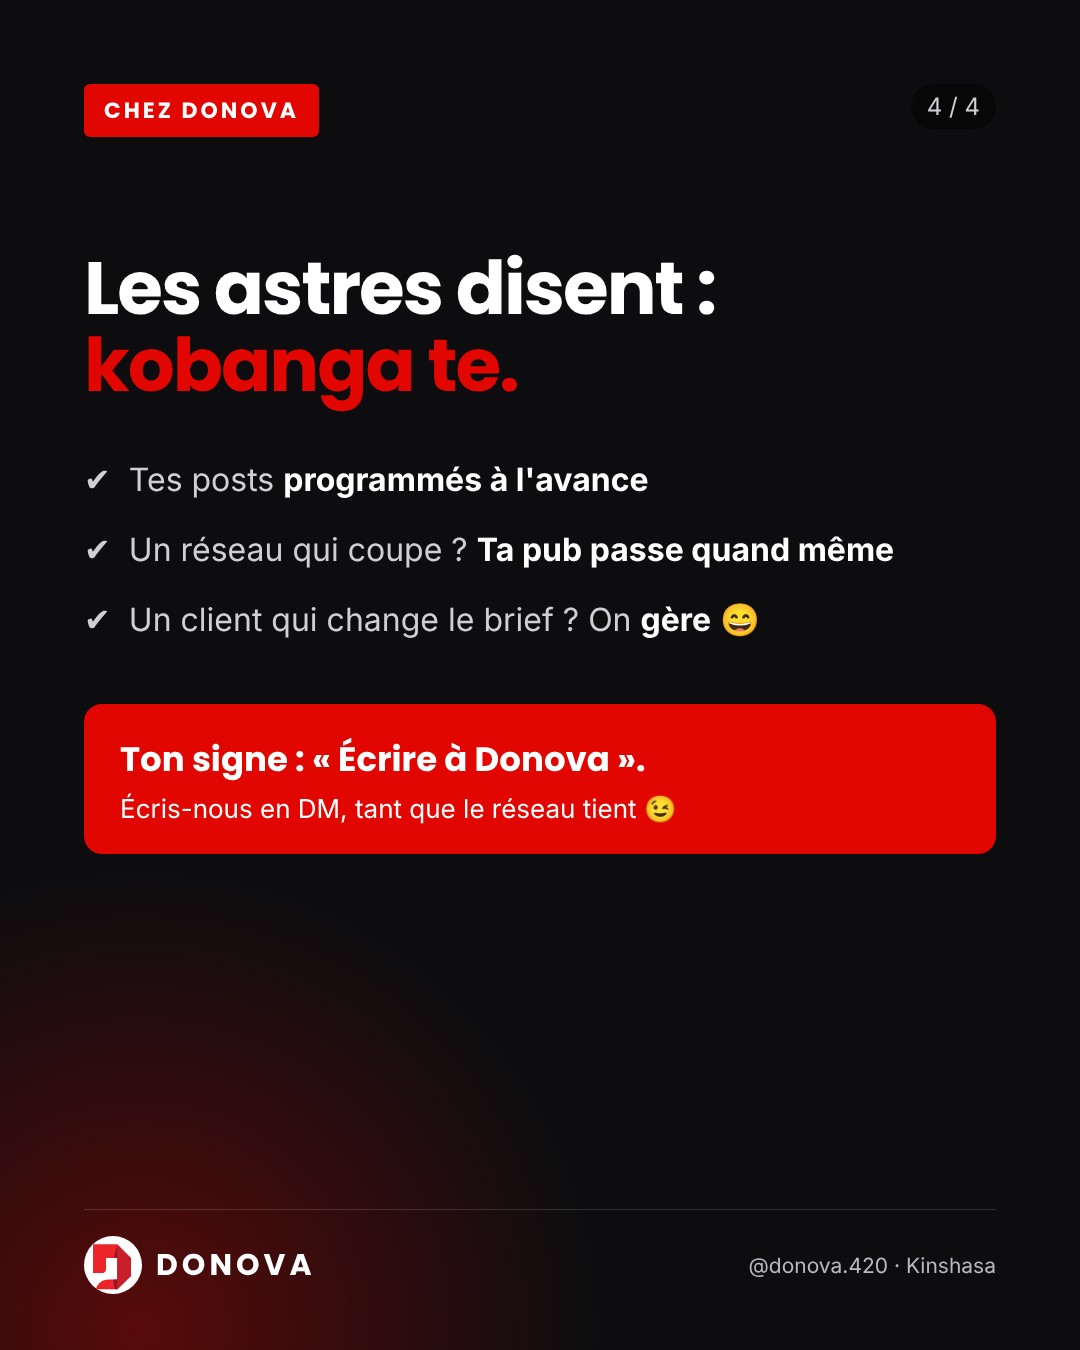 CHEZ DONOVA
4 / 4
Les astres disent :
kobanga te.
✔ Tes posts programmés à l'avance
✔ Un réseau qui coupe ? Ta pub passe quand même
✔ Un client qui change le brief ? On gère 😄
Ton signe : « Écrire à Donova ».
Écris-nous en DM, tant que le réseau tient 😉
DONOVA
@donova.420 · Kinshasa